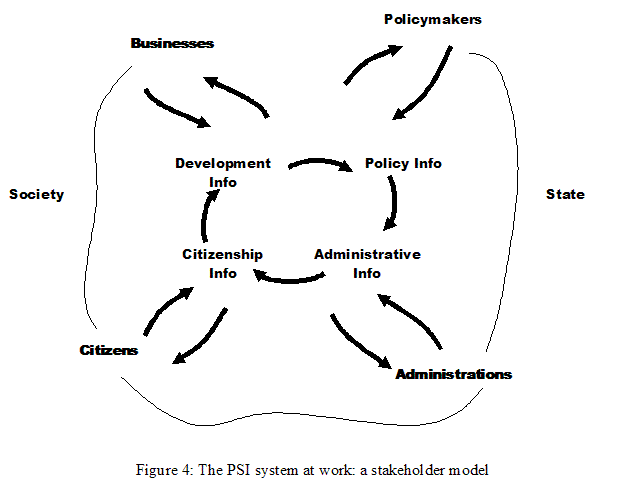 Policymakers
Businesses
Development
Info
Policy Info
Society
State
Citizenship
Info
Administrative
Info
Citizens
Administrations
Figure 4: The PSI system at work: a stakeholder model